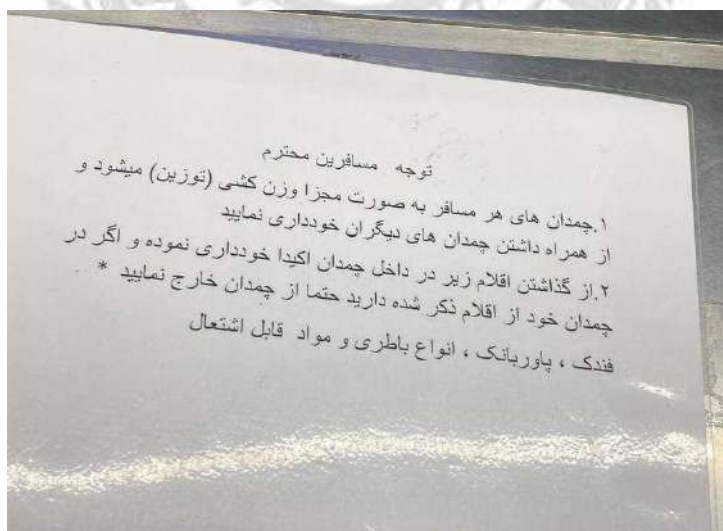 توجه مسافرین محترم
۱.چمدان های هر مسافر به صورت مجزا وزن کشی (توزین) میشود و
از همراه داشتن چمدان های دیگران خودداری نمایید
۲.از گذاشتن اقلام زیر در داخل چمدان اکیدا خودداری نموده و اگر در
چمدان خود از اقلام ذکر شده دارید حتما از چمدان خارج نمایید *
فندک ، پاوربانک ، انواع باطری و مواد قابل اشتعال